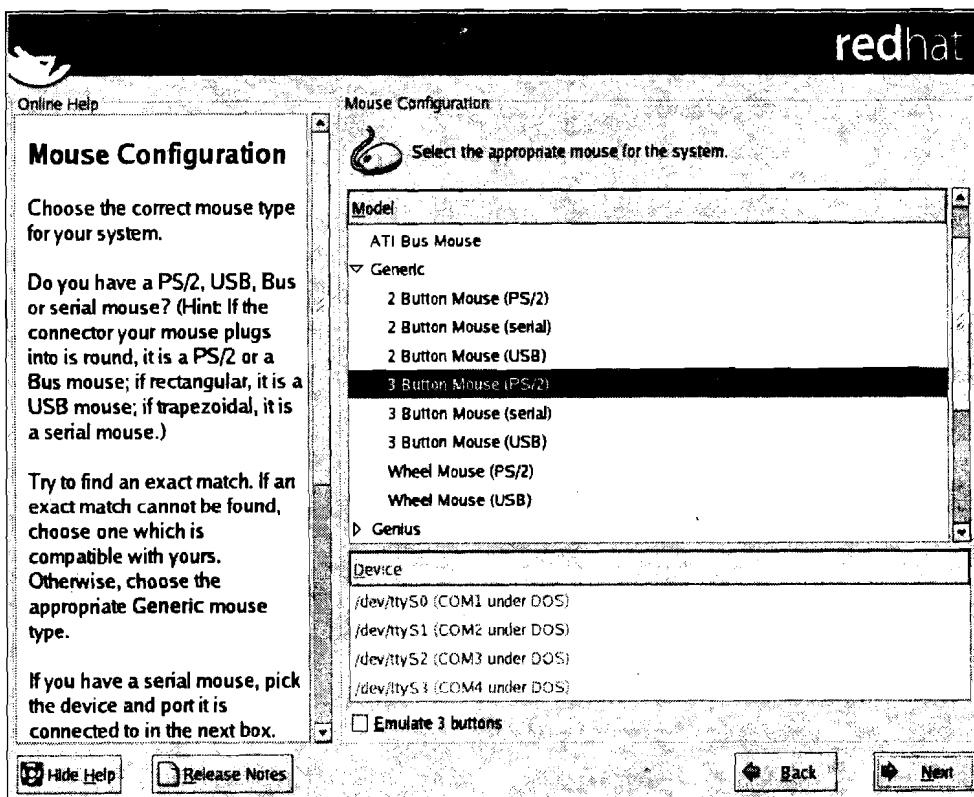 redhat
Online Help
Mouse Configuration
Choose the correct mouse type
for your system.
Do you have a PS/2, USB, Bus
or serial mouse? (Hint: If the
connector your mouse plugs
into is round, it is a PS/2 or a
Bus mouse; if rectangular, it is a
USB mouse; if trapezoidal, it is
a serial mouse.)
Try to find an exact match. If an
exact match cannot be found,
choose one which is
compatible with yours.
Otherwise, choose the
appropriate Generic mouse
type.
If you have a serial mouse, pick
the device and port it is
connected to in the next box.
Mouse Configuration
Select the appropriate mouse for the system.
Model
ATI Bus Mouse
Generic
2 Button Mouse (PS/2)
2 Button Mouse (serial)
2 Button Mouse (USB)
3 Button Mouse (PS/2)
3 Button Mouse (serial)
3 Button Mouse (USB)
Wheel Mouse (PS/2)
Wheel Mouse (USB)
Genius
Device
/dev/ttyS0 (COM1 under DOS)
/dev/ttyS1 (COM2 under DOS)
/dev/ttyS2 (COM3 under DOS)
/dev/ttyS3 (COM4 under DOS)
Emulate 3 buttons
Hide Help
Release Notes
Back
Next